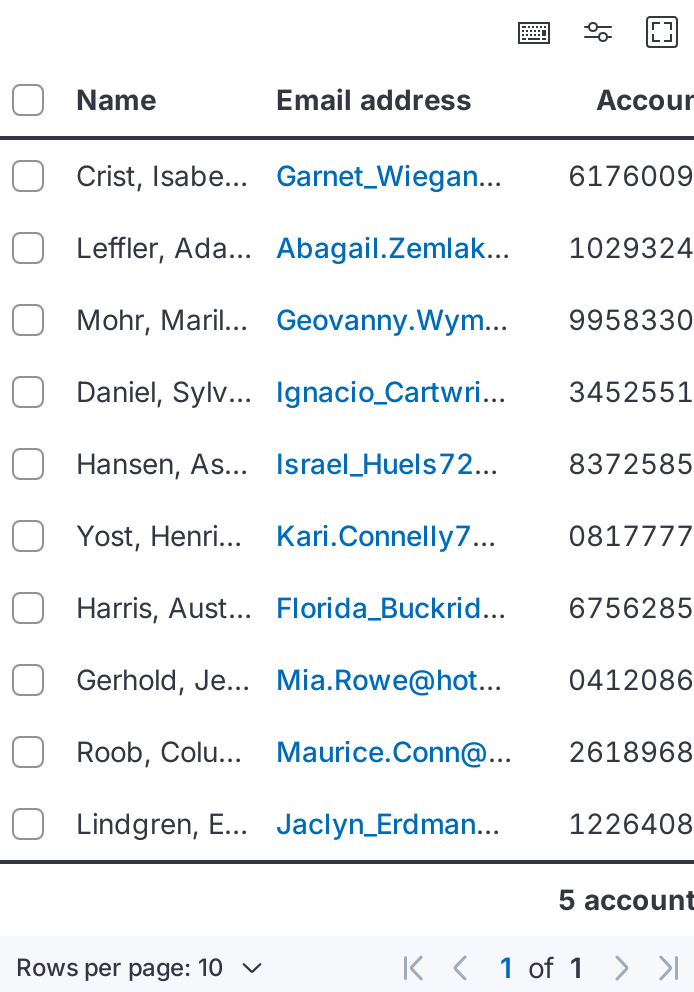 Name Email address Accoun
Crist, Isabe... Garnet_Wiegan... 6176009
Leffler, Ada... Abagail.Zemlak... 1029324
Mohr, Maril... Geovanny.Wym... 9958330
Daniel, Sylv... Ignacio_Cartwri... 3452551
Hansen, As... Israel_Huels72... 8372585
Yost, Henri... Kari.Connelly7... 0817777
Harris, Aust... Florida_Buckrid... 6756285
Gerhold, Je... Mia.Rowe@hot... 0412086
Roob, Colu... Maurice.Conn@... 2618968
Lindgren, E... Jaclyn_Erdman... 1226408
5 account
Rows per page: 10 1 of 1